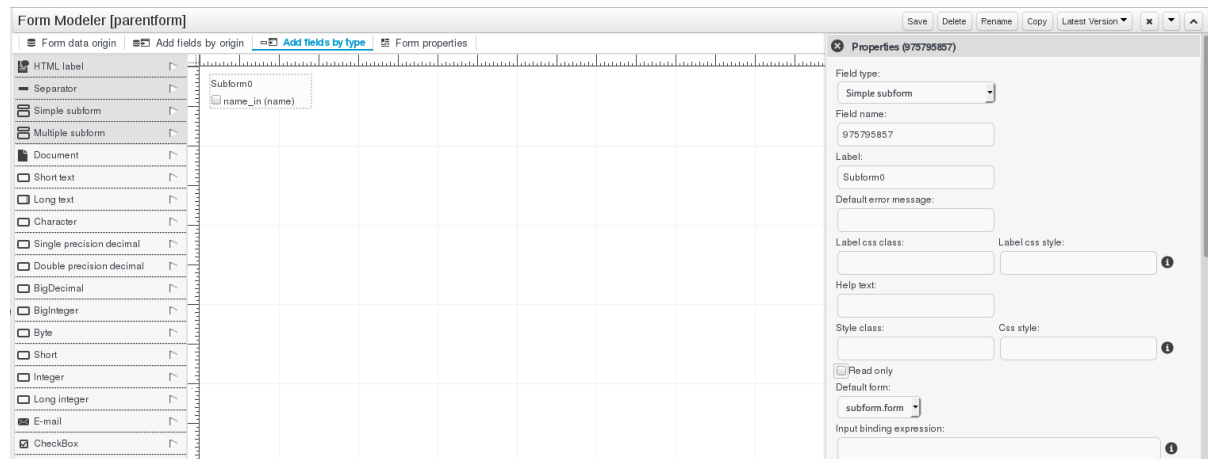 Form Modeler [parentform]
Save Delete Rename Copy Latest Version
Form data origin Add fields by origin Add fields by type Form properties
HTML label
Separator
Simple subform
Multiple subform
Document
Short text
Long text
Character
Single precision decimal
Double precision decimal
BigDecimal
BigInteger
Byte
Short
Integer
Long integer
E-mail
CheckBox
Subform0
name_in (name)
Properties (975795857)
Field type:
Simple subform
Field name:
975795857
Label:
Subform0
Default error message:
Label css class: Label css style:
Help text:
Style class: Css style:
Read only
Default form:
subform.form
Input binding expression: